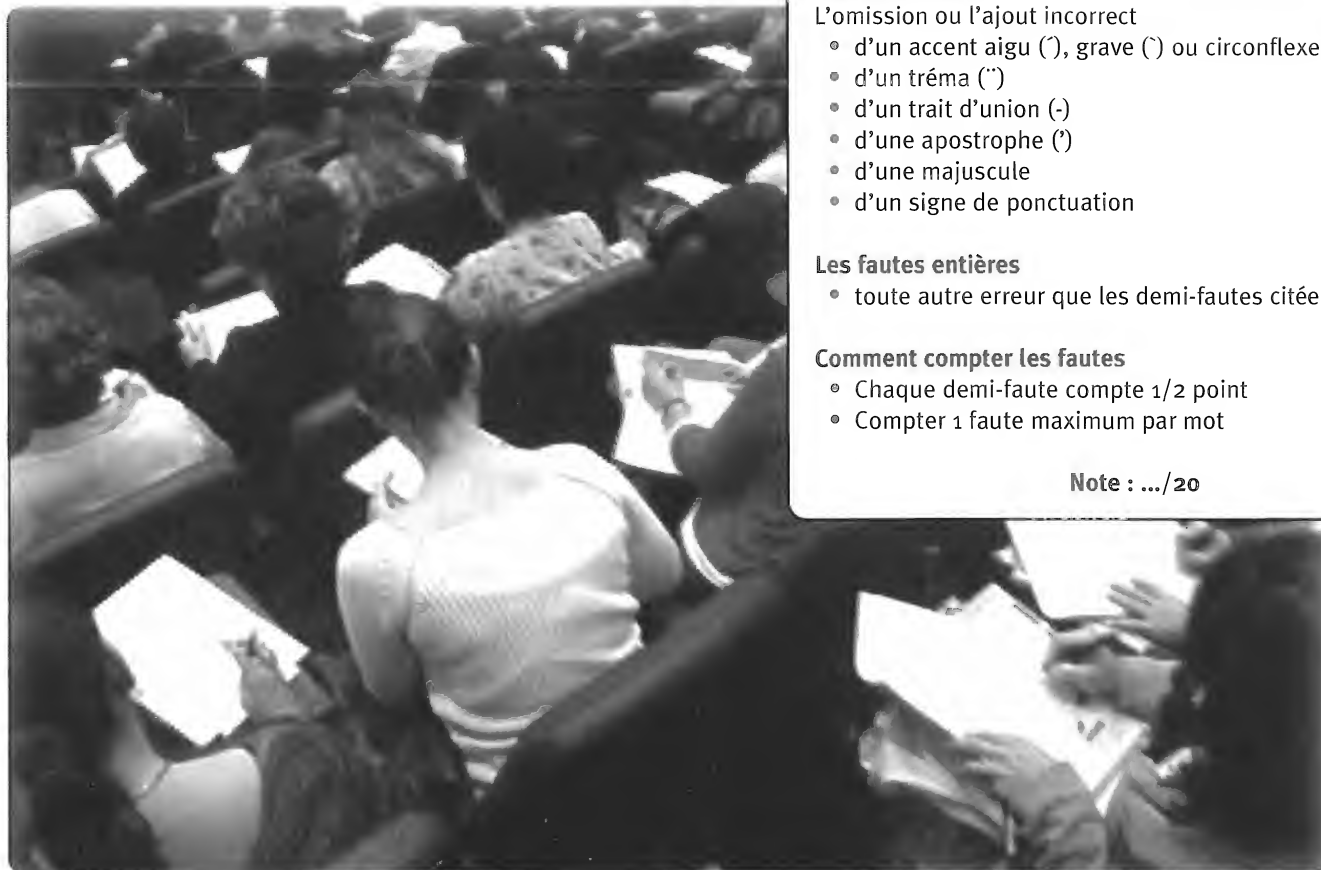 L'omission ou l'ajout incorrect
• d'un accent aigu (´), grave (`) ou circonflexe
• d'un tréma (¨)
• d'un trait d'union (-)
• d'une apostrophe (')
• d'une majuscule
• d'un signe de ponctuation
Les fautes entières
• toute autre erreur que les demi-fautes citée
Comment compter les fautes
• Chaque demi-faute compte 1/2 point
• Compter 1 faute maximum par mot
Note : .../20